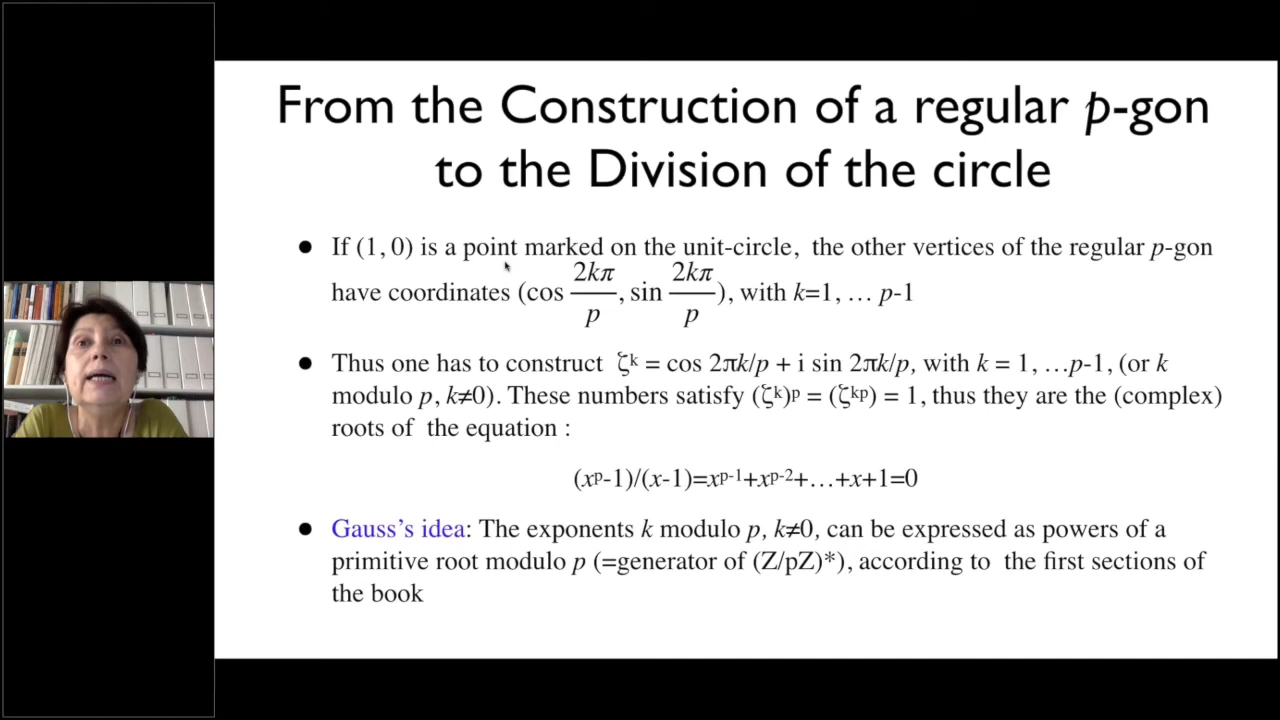 From the Construction of a regular p-gon
to the Division of the circle
● If (1, 0) is a point marked on the unit-circle, the other vertices of the regular p-gon
have coordinates (cos 2kπ/p, sin 2kπ/p), with k=1, … p-1
● Thus one has to construct ζᵏ = cos 2πk/p + i sin 2πk/p, with k = 1, …p-1, (or k
modulo p, k≠0). These numbers satisfy (ζᵏ)ᵖ = (ζᵏᵖ) = 1, thus they are the (complex)
roots of the equation :
(xᵖ-1)/(x-1)=xᵖ⁻¹+xᵖ⁻²+…+x+1=0
● Gauss's idea: The exponents k modulo p, k≠0, can be expressed as powers of a
primitive root modulo p (=generator of (Z/pZ)*), according to the first sections of
the book